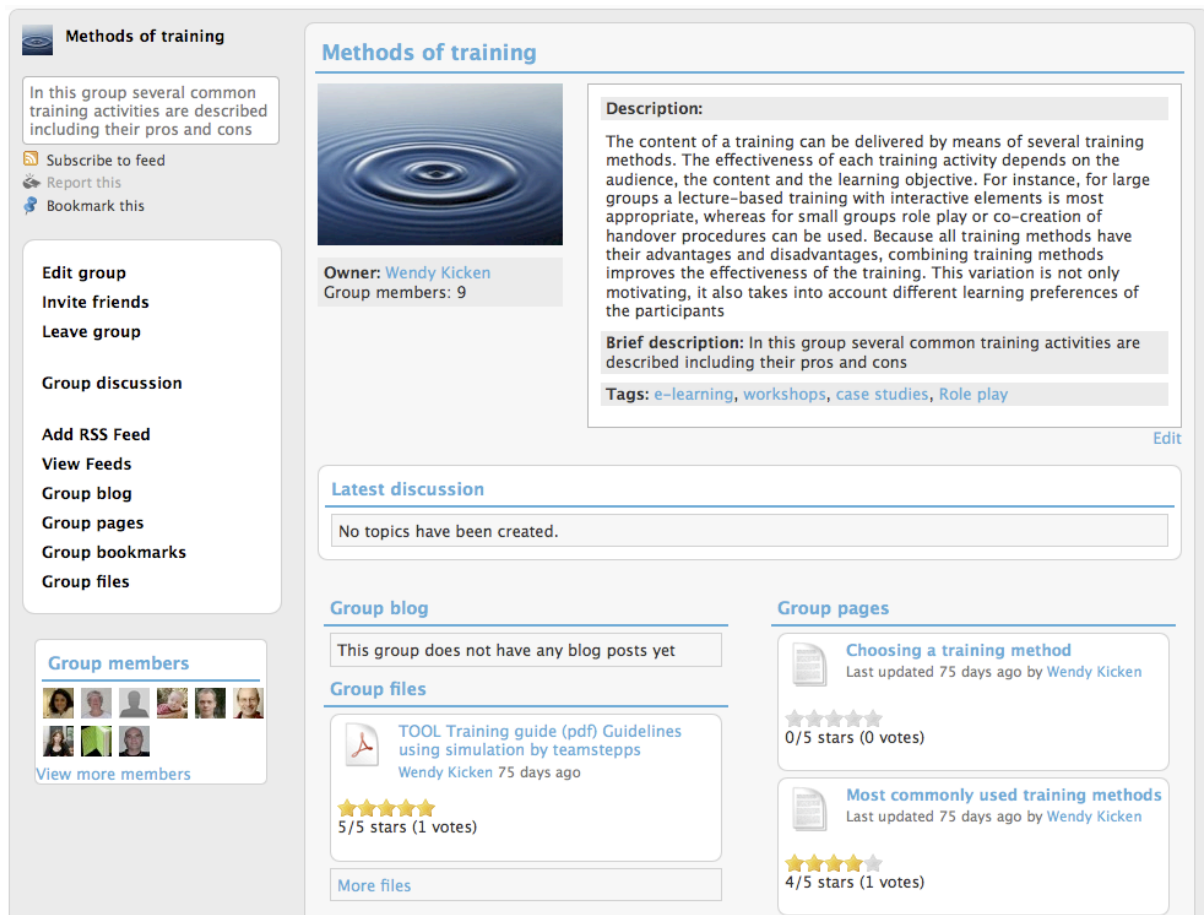 Methods of training
In this group several common
training activities are described
including their pros and cons
Subscribe to feed
Report this
Bookmark this
Edit group
Invite friends
Leave group
Group discussion
Add RSS Feed
View Feeds
Group blog
Group pages
Group bookmarks
Group files
Group members
View more members
Methods of training
Owner: Wendy Kicken
Group members: 9
Description:
The content of a training can be delivered by means of several training
methods. The effectiveness of each training activity depends on the
audience, the content and the learning objective. For instance, for large
groups a lecture-based training with interactive elements is most
appropriate, whereas for small groups role play or co-creation of
handover procedures can be used. Because all training methods have
their advantages and disadvantages, combining training methods
improves the effectiveness of the training. This variation is not only
motivating, it also takes into account different learning preferences of
the participants
Brief description: In this group several common training activities are
described including their pros and cons
Tags: e-learning, workshops, case studies, Role play
Edit
Latest discussion
No topics have been created.
Group blog
This group does not have any blog posts yet
Group files
TOOL Training guide (pdf) Guidelines
using simulation by teamstepps
Wendy Kicken 75 days ago
5/5 stars (1 votes)
More files
Group pages
Choosing a training method
Last updated 75 days ago by Wendy Kicken
0/5 stars (0 votes)
Most commonly used training methods
Last updated 75 days ago by Wendy Kicken
4/5 stars (1 votes)